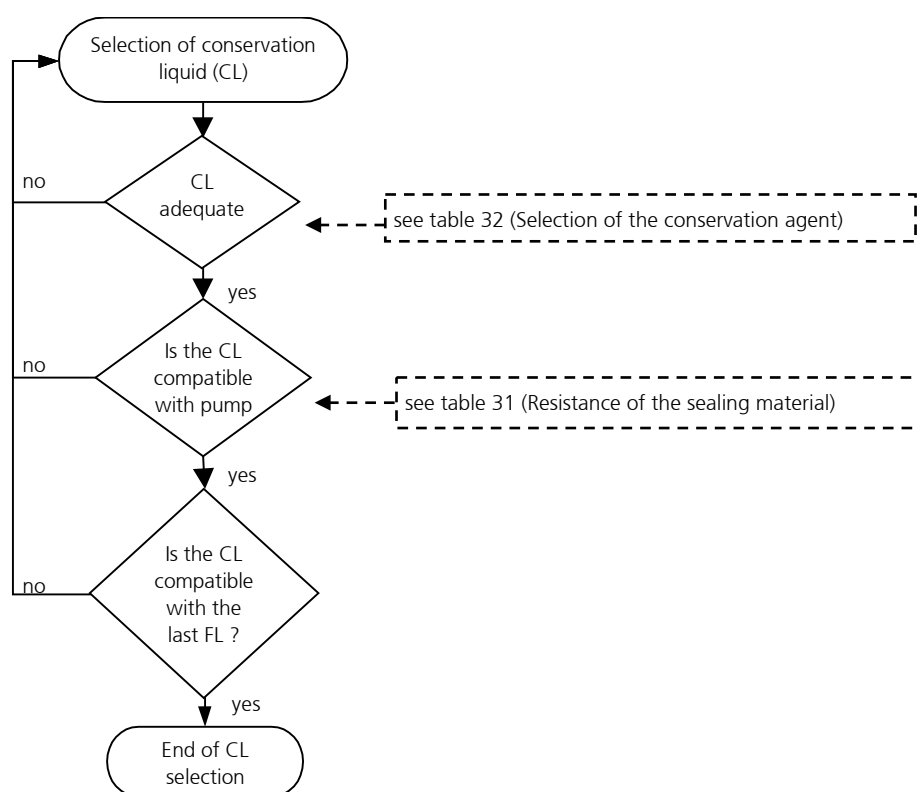 Selection of conservation
liquid (CL)
no
CL
adequate
see table 32 (Selection of the conservation agent)
yes
no
Is the CL
compatible
with pump
see table 31 (Resistance of the sealing material)
yes
no
Is the CL
compatible
with the
last FL ?
yes
End of CL
selection